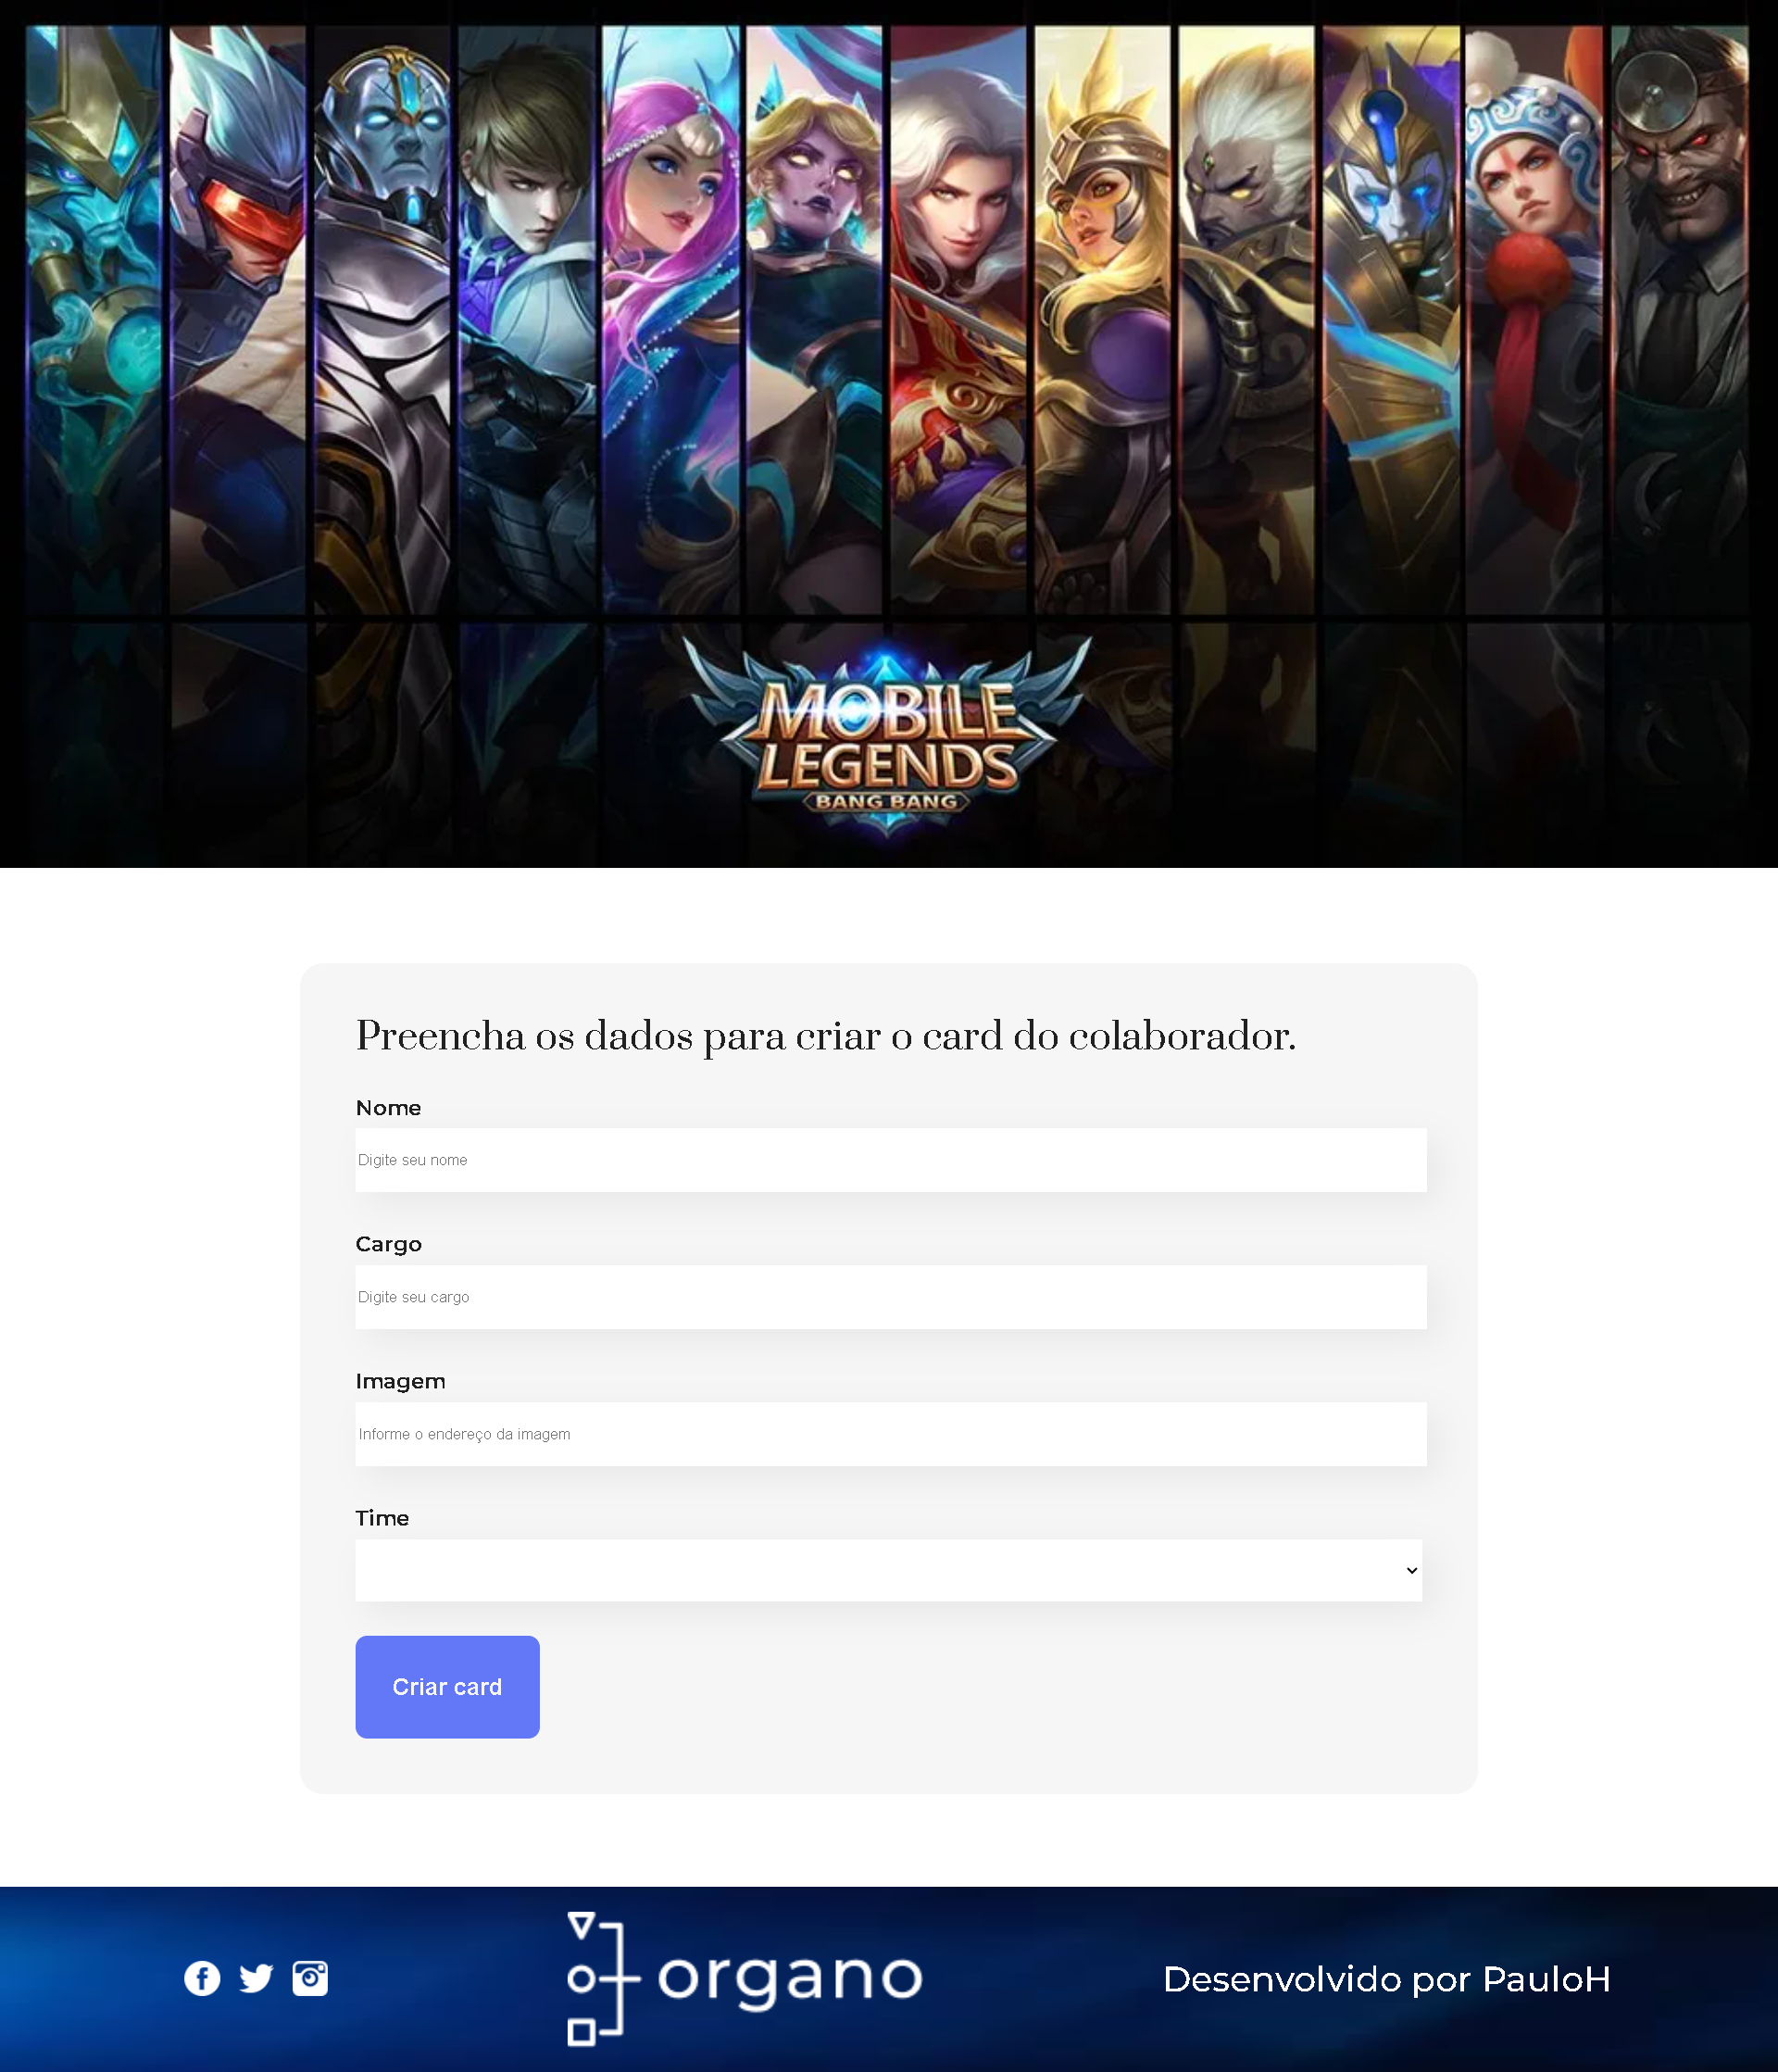 MOBILE
LEGENDS
BANG BANG
Preencha os dados para criar o card do colaborador.
Nome
Digite seu nome
Cargo
Digite seu cargo
Imagem
Informe o endereço da imagem
Time
Criar card
organo
Desenvolvido por PauloH